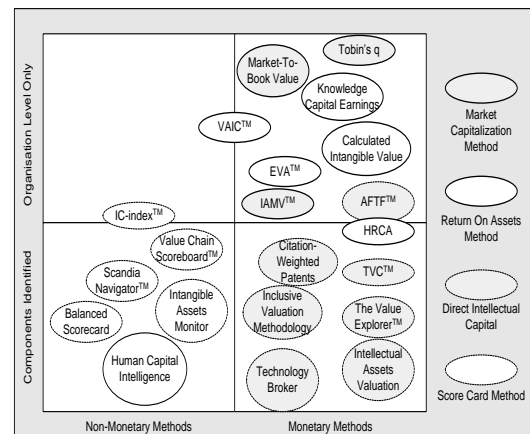 Organisation Level Only
Components Identified
Market-To-
Book Value
Tobin's q
Knowledge
Capital Earnings
VAIC™
Calculated
Intangible Value
EVA™
IAMV™
AFTF™
IC-index™
HRCA
Value Chain
Scoreboard™
Citation-
Weighted
Patents
TVC™
Scandia
Navigator™
Intangible
Assets
Monitor
Balanced
Scorecard
Inclusive
Valuation
Methodology
The Value
Explorer™
Human Capital
Intelligence
Technology
Broker
Intellectual
Assets
Valuation
Non-Monetary Methods
Monetary Methods
Market
Capitalization
Method
Return On Assets
Method
Direct Intellectual
Capital
Score Card Method